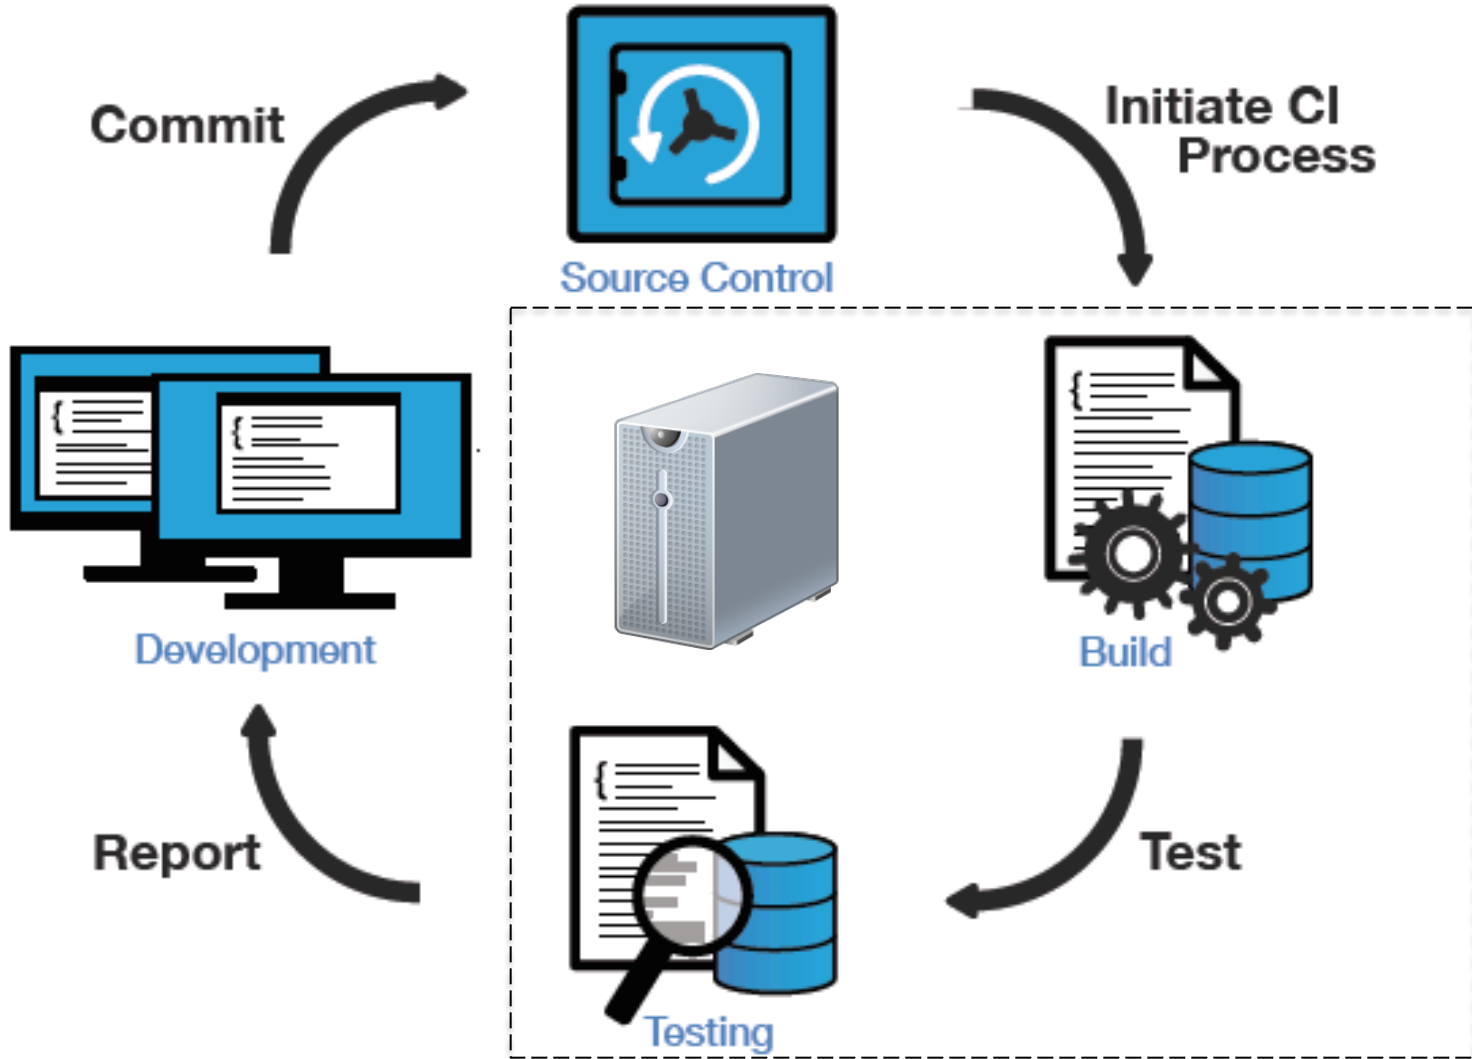 Commit
Initiate CI
Process
Source Control
{
{
{
Development
Build
{
Report
Test
Testing